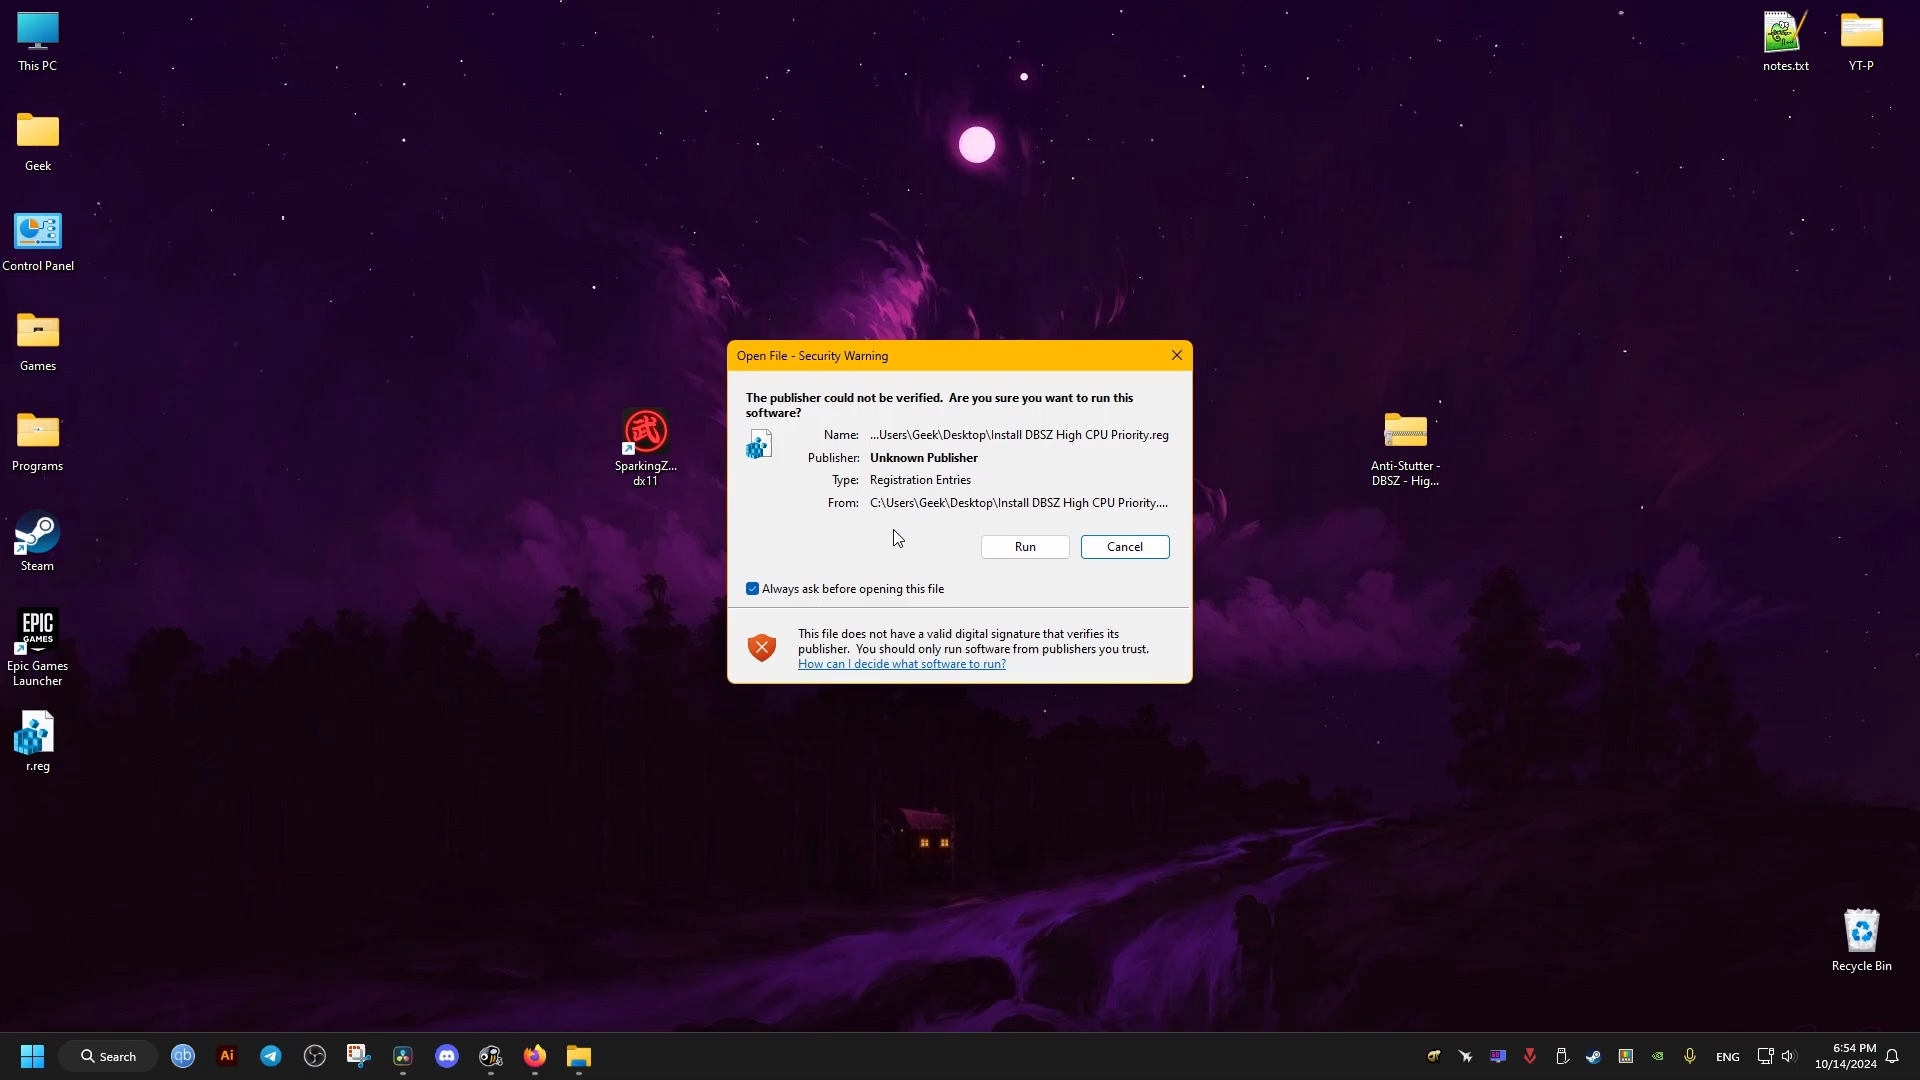 This PC
Geek
Control Panel
Games
Programs
Steam
EPIC
GAMES
Epic Games
Launcher
r.reg
武
SparkingZ...
dx11
Open File - Security Warning
The publisher could not be verified.  Are you sure you want to run this
software?
Name: ...Users\Geek\Desktop\Install DBSZ High CPU Priority.reg
Publisher: Unknown Publisher
Type: Registration Entries
From: C:\Users\Geek\Desktop\Install DBSZ High CPU Priority....
Run
Cancel
Always ask before opening this file
This file does not have a valid digital signature that verifies its
publisher.  You should only run software from publishers you trust.
How can I decide what software to run?
Anti-Stutter -
DBSZ - Hig...
notes.txt
YT-P
Recycle Bin
Search
qb
Ai
60
ENG
6:54 PM
10/14/2024